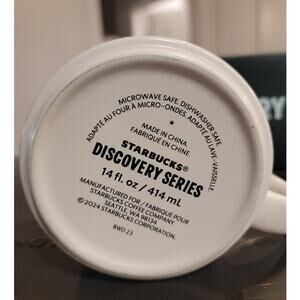 MICROWAVE SAFE. DISHWASHER SAFE.
ADAPTÉ AU FOUR À MICRO-ONDES. ADAPTÉ AU LAVE-VAISSELLE.
MADE IN CHINA.
FABRIQUÉ EN CHINE.
STARBUCKS®
DISCOVERY SERIES
14 fl. oz / 414 mL
MANUFACTURED FOR / FABRIQUÉ POUR
STARBUCKS COFFEE COMPANY
SEATTLE, WA 98134
© 2024 STARBUCKS CORPORATION.
BWD 23